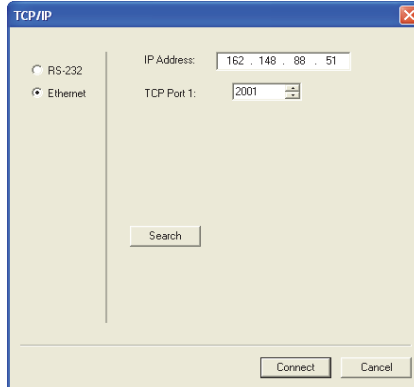 TCP/IP
RS-232
Ethernet
IP Address: 162 . 148 . 88 . 51
TCP Port 1: 2001
Search
Connect Cancel